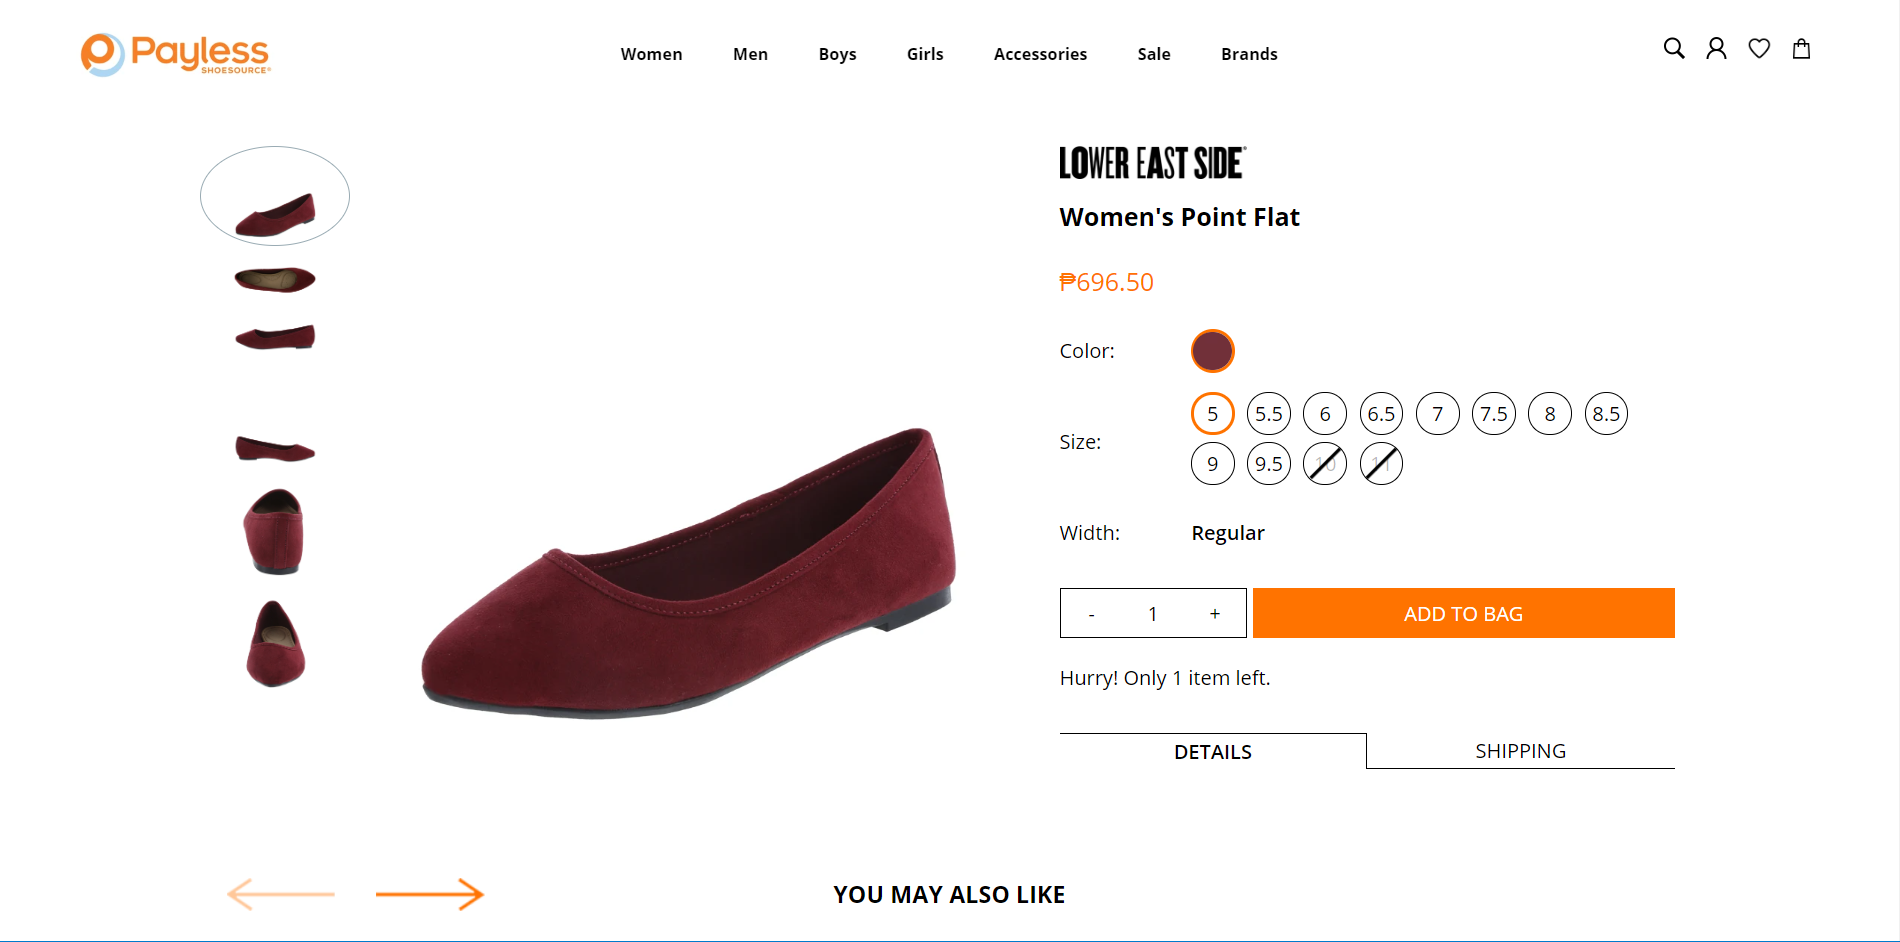 Payless
SHOESOURCE®
Women
Men
Boys
Girls
Accessories
Sale
Brands
LOWER EAST SIDE®
Women's Point Flat
₱696.50
Color:
Size:
5 5.5 6 6.5 7 7.5 8 8.5
9 9.5 10 11
Width: Regular
- 1 +
ADD TO BAG
Hurry! Only 1 item left.
DETAILS
SHIPPING
YOU MAY ALSO LIKE